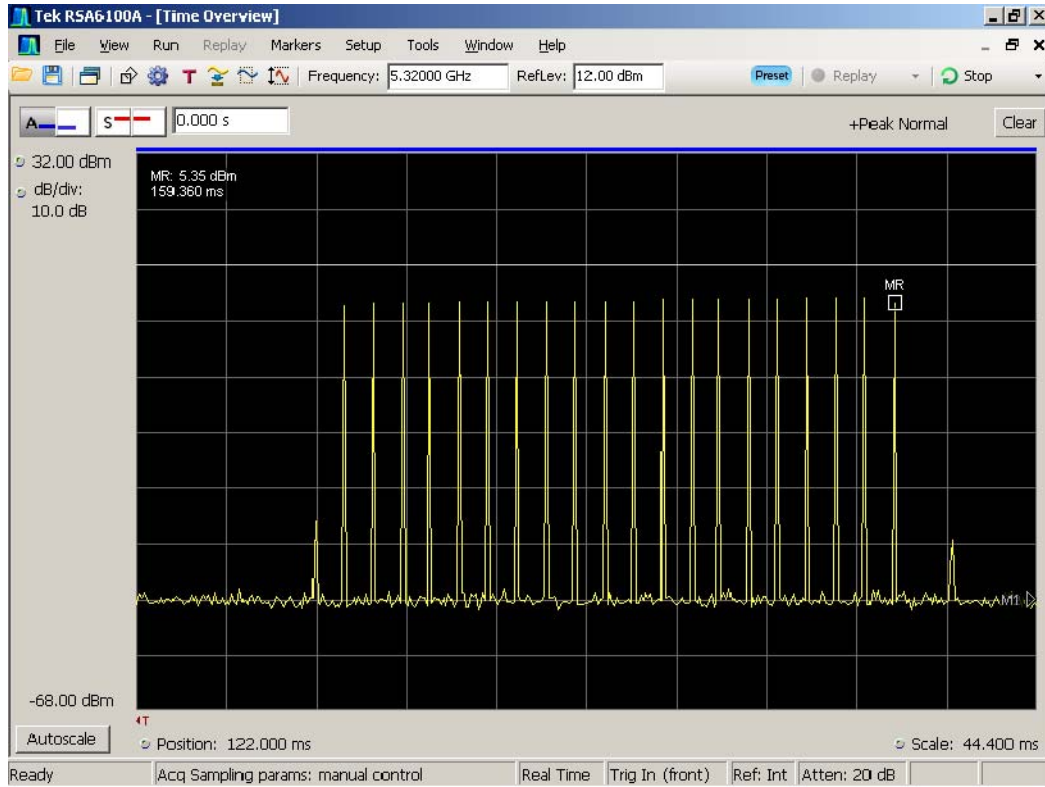 Tek RSA6100A - [Time Overview]
File View Run Replay Markers Setup Tools Window Help
T Frequency: 5.32000 GHz RefLev: 12.00 dBm Preset Replay Stop
A S 0.000 s +Peak Normal Clear
32.00 dBm
dB/div:
10.0 dB
MR: 5.35 dBm
159.360 ms
MR
M1
-68.00 dBm
T
Autoscale Position: 122.000 ms Scale: 44.400 ms
Ready Acq Sampling params: manual control Real Time Trig In (front) Ref: Int Atten: 20 dB